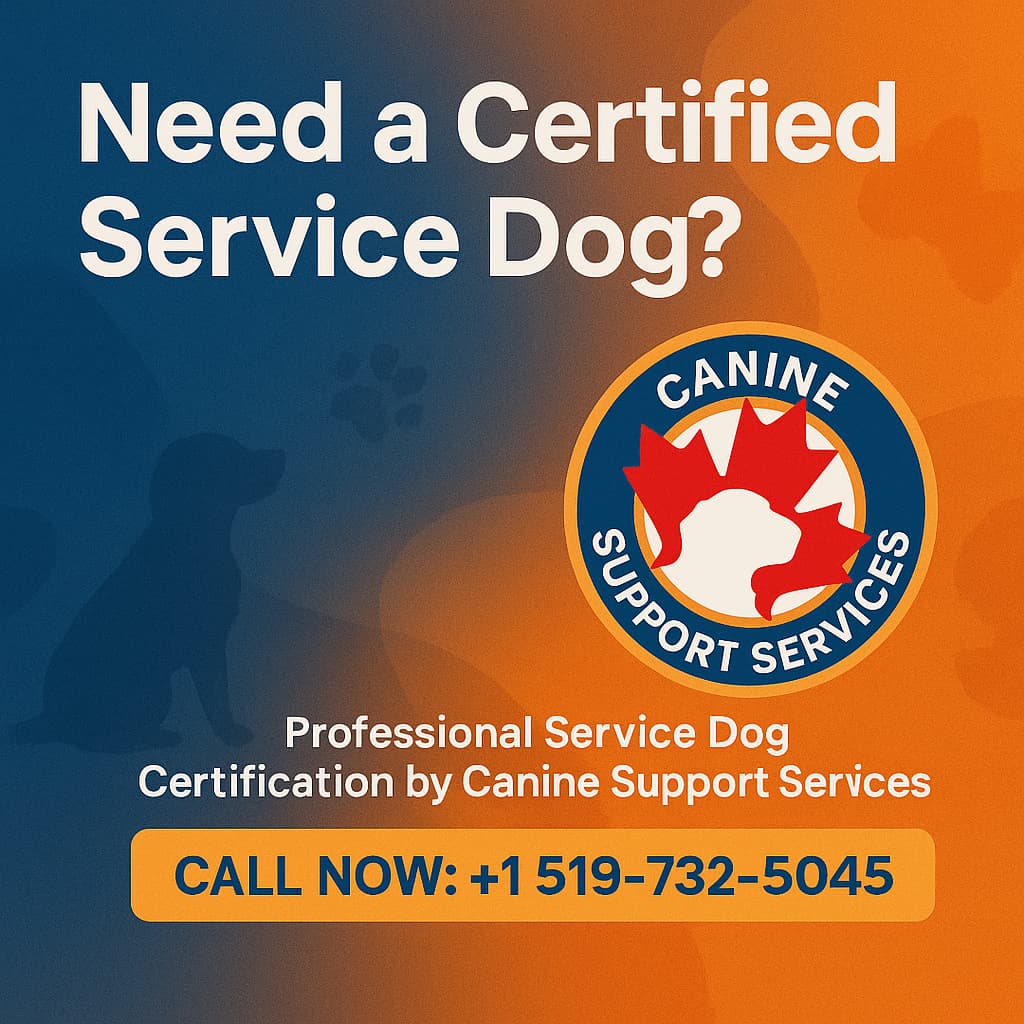 Need a Certified
Service Dog?
CANINE
SUPPORT SERVICES
Professional Service Dog
Certification by Canine Support Services
CALL NOW: +1 519-732-5045